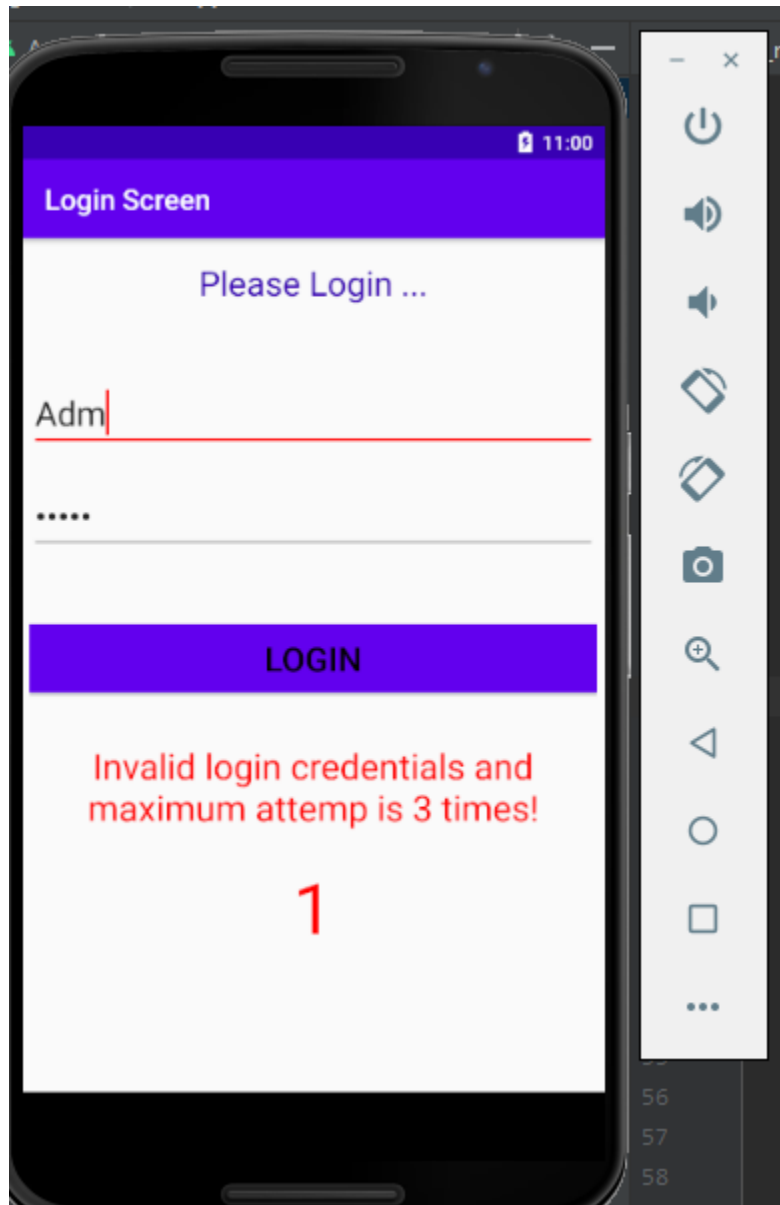 11:00
Login Screen
Please Login ...
Adm
•••••
LOGIN
Invalid login credentials and
maximum attemp is 3 times!
1
56
57
58